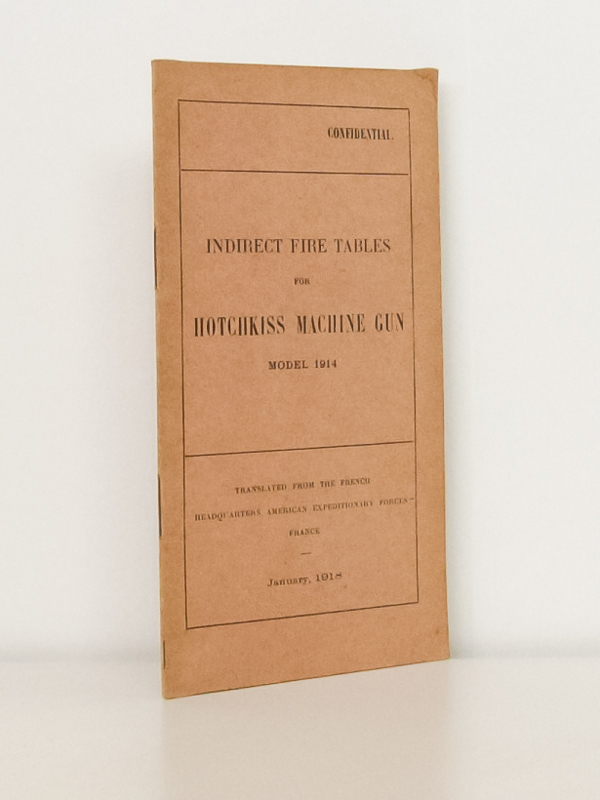 CONFIDENTIAL.
INDIRECT FIRE TABLES
FOR
HOTCHKISS MACHINE GUN
MODEL 1914
TRANSLATED FROM THE FRENCH
HEADQUARTERS AMERICAN EXPEDITIONARY FORCES
FRANCE
January, 1918